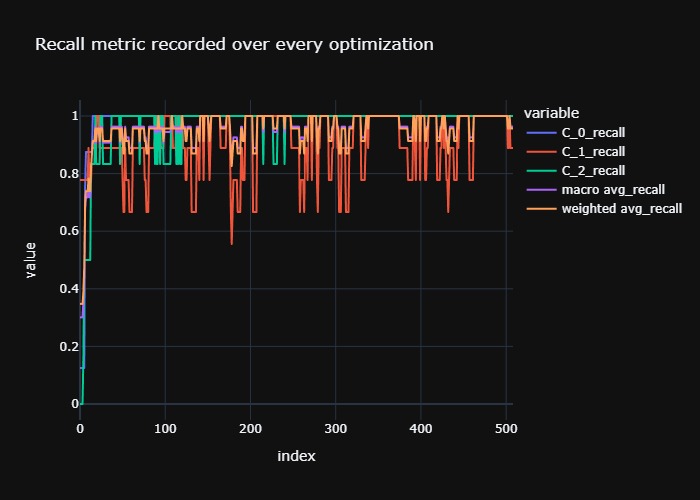 Recall metric recorded over every optimization
variable
C_0_recall
C_1_recall
C_2_recall
macro avg_recall
weighted avg_recall
1
0.8
0.6
0.4
0.2
0
value
0 100 200 300 400 500
index